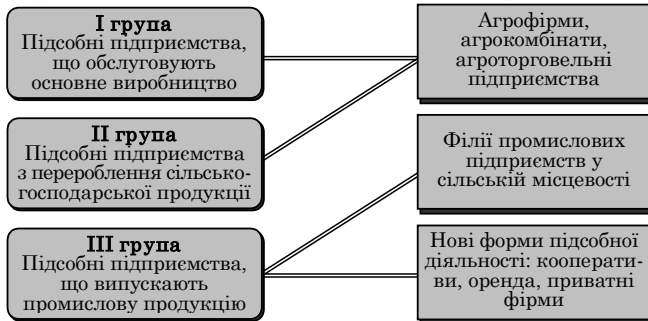 І група
Підсобні підприємства,
що обслуговують
основне виробництво
Агрофірми,
агрокомбінати,
агроторговельні
підприємства
ІІ група
Підсобні підприємства
з перероблення сільсько-
господарської продукції
Філії промислових
підприємств у
сільській місцевості
ІІІ група
Підсобні підприємства,
що випускають
промислову продукцію
Нові форми підсобної
діяльності: кооперати-
ви, оренда, приватні
фірми